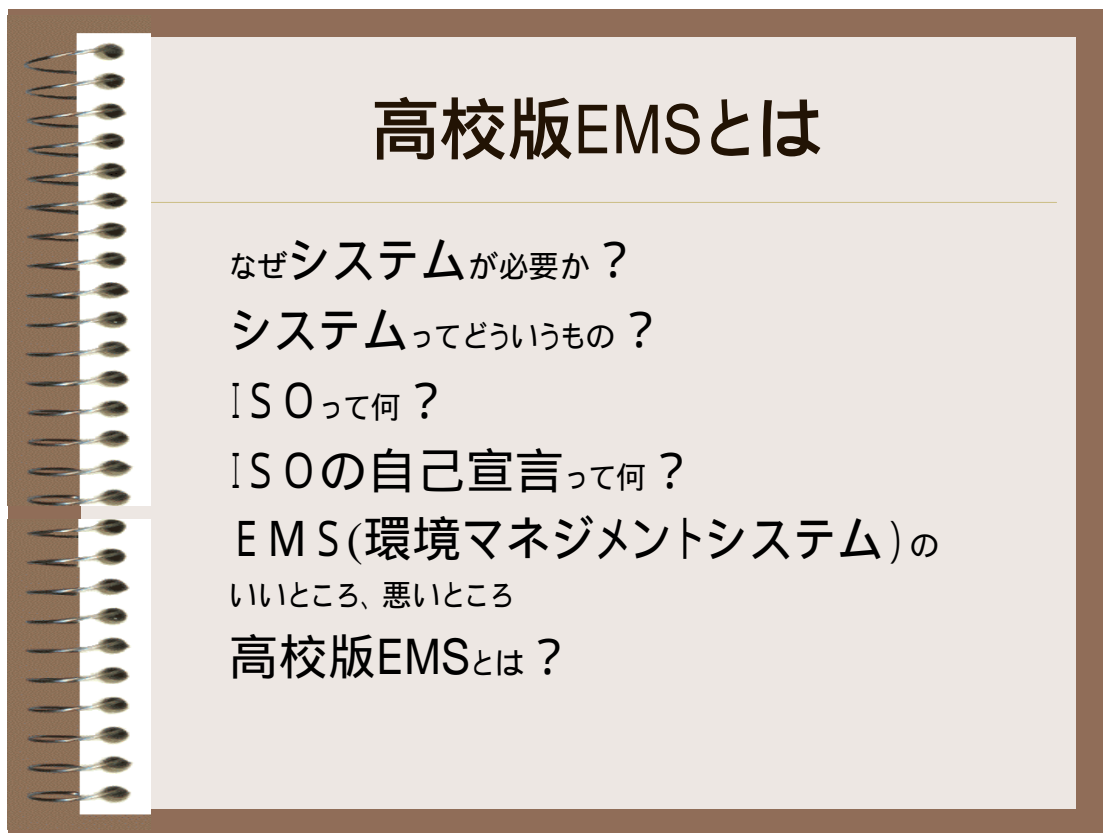 高校版EMSとは
なぜシステムが必要か？
システムってどういうもの？
ＩＳＯって何？
ＩＳＯの自己宣言って何？
ＥＭＳ(環境マネジメントシステム)の
いいところ、悪いところ
高校版EMSとは？